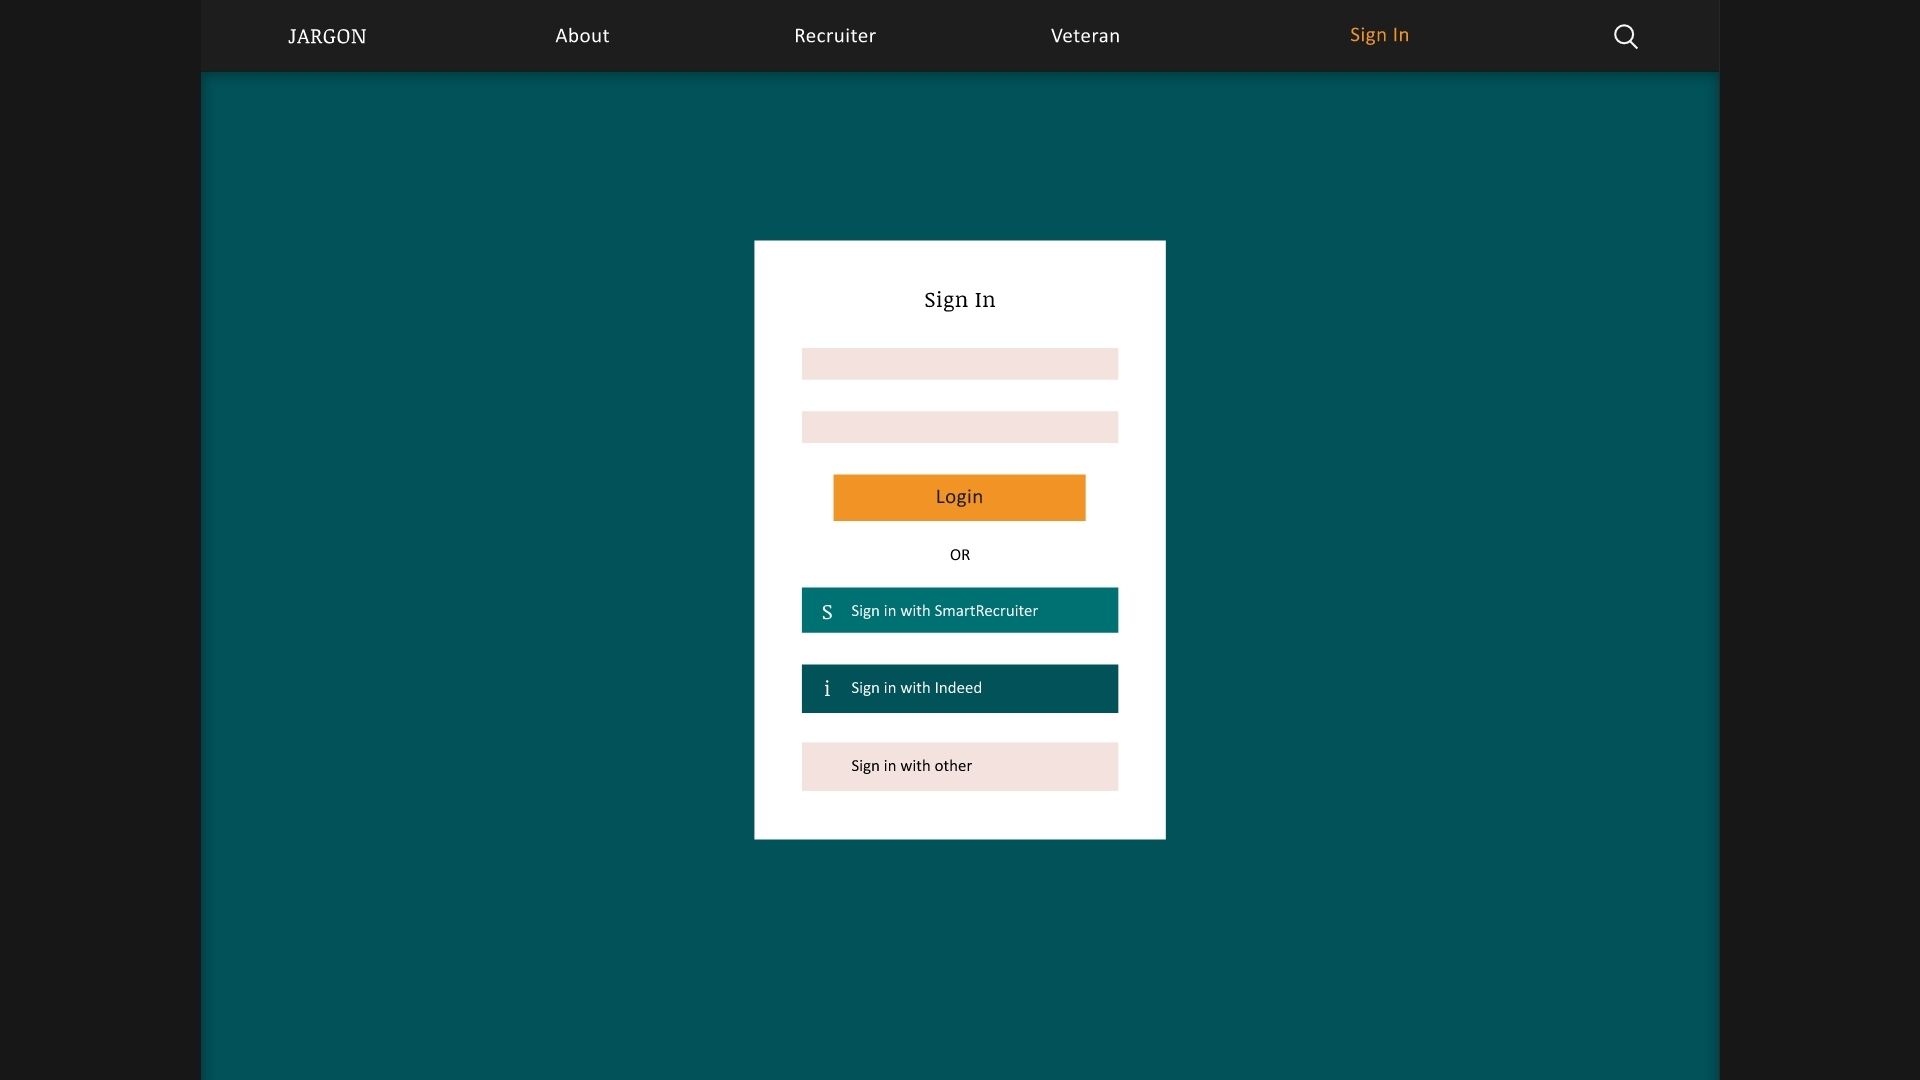 JARGON
About
Recruiter
Veteran
Sign In
Sign In
Login
OR
S Sign in with SmartRecruiter
i Sign in with Indeed
Sign in with other